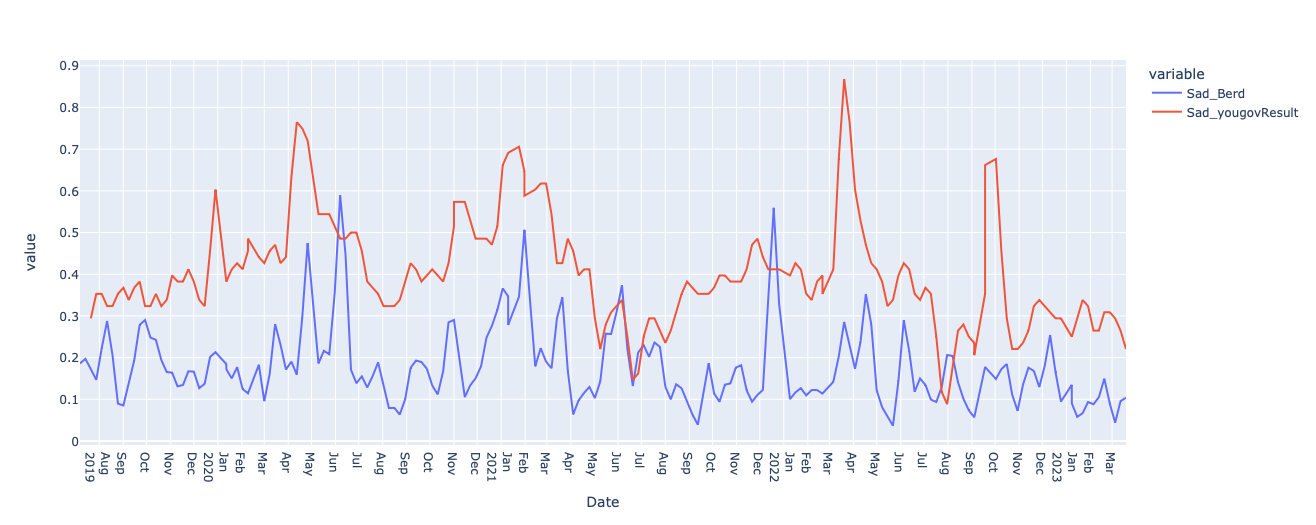 variable
Sad_Berd
Sad_yougovResult
value
0.9
0.8
0.7
0.6
0.5
0.4
0.3
0.2
0.1
0
2019 Aug Sep Oct Nov Dec 2020 Jan Feb Mar Apr May Jun Jul Aug Sep Oct Nov Dec 2021 Jan Feb Mar Apr May Jun Jul Aug Sep Oct Nov Dec 2022 Jan Feb Mar Apr May Jun Jul Aug Sep Oct Nov Dec 2023 Jan Feb Mar
Date